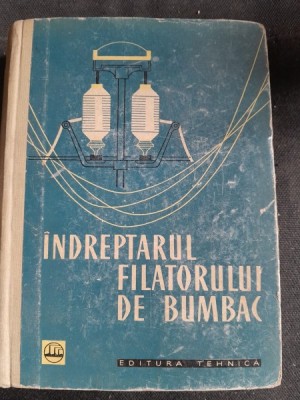 ÎNDREPTARUL
FILATORULUI
DE BUMBAC
EDITURA TEHNICĂ